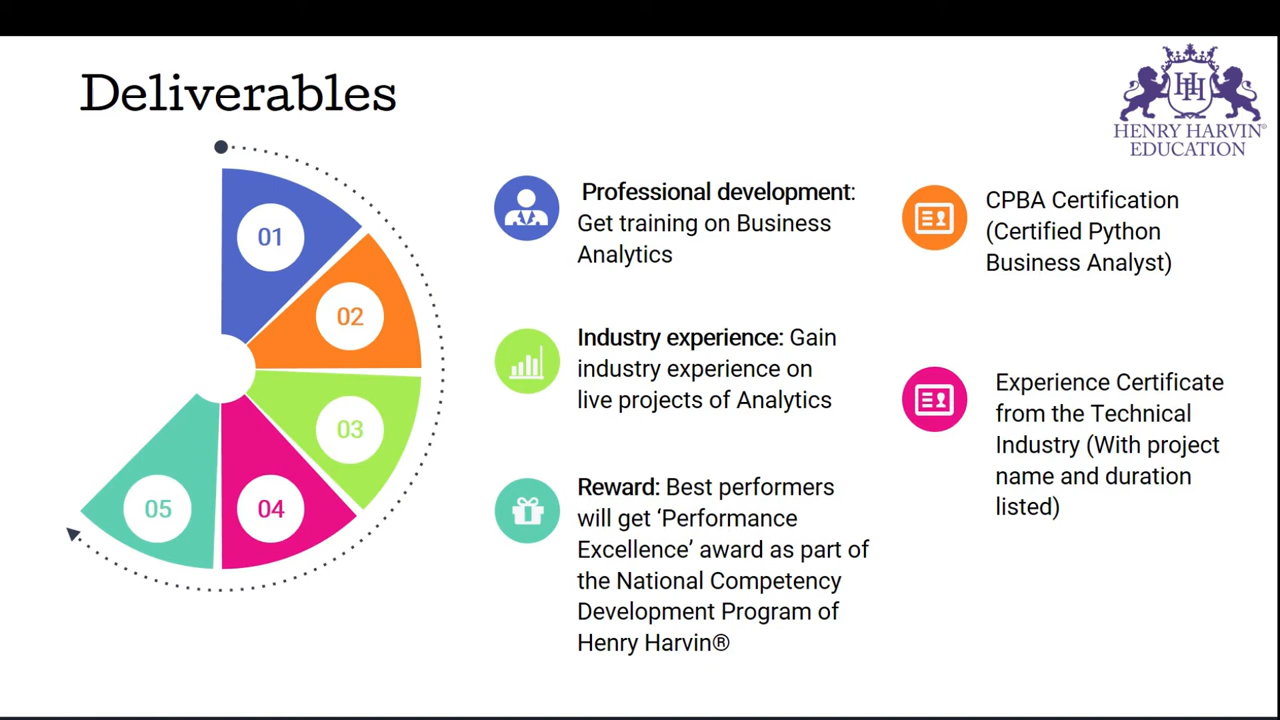 Deliverables
HENRY HARVIN®
EDUCATION
01
02
03
04
05
Professional development:
Get training on Business
Analytics
Industry experience: Gain
industry experience on
live projects of Analytics
Reward: Best performers
will get ‘Performance
Excellence’ award as part of
the National Competency
Development Program of
Henry Harvin®
CPBA Certification
(Certified Python
Business Analyst)
Experience Certificate
from the Technical
Industry (With project
name and duration
listed)